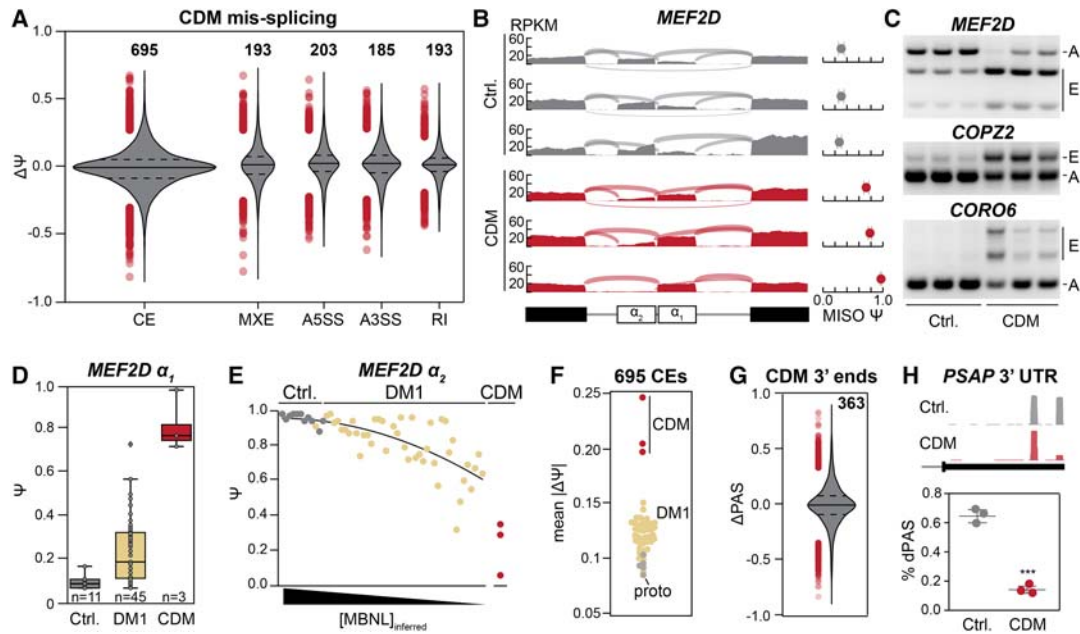 A
CDM mis-splicing
1.0
0.5
0.0
-0.5
-1.0
ΔΨ
695
193
203
185
193
CE
MXE
A5SS
A3SS
RI
B
MEF2D
RPKM
60
20
60
20
60
20
Ctrl.
60
20
60
20
60
20
CDM
α2
α1
0.0
1.0
MISO Ψ
C
MEF2D
-A
E
COPZ2
-E
-A
CORO6
E
-A
Ctrl.
CDM
D
MEF2D α1
1.0
0.8
0.6
0.4
0.2
0.0
Ψ
n=11
n=45
n=3
Ctrl.
DM1
CDM
E
MEF2D α2
Ctrl.
DM1
CDM
1.0
0.9
0.8
0.6
0.4
0.2
0.0
Ψ
[MBNL]inferred
F
695 CEs
0.25
0.20
0.15
0.1
0.05
mean |ΔΨ|
CDM
DM1
proto
G
CDM 3' ends
363
1.0
0.5
0.0
-0.5
-1.0
ΔPAS
H
PSAP 3' UTR
Ctrl.
CDM
0.8
0.6
0.4
0.2
0.0
% dPAS
***
Ctrl.
CDM